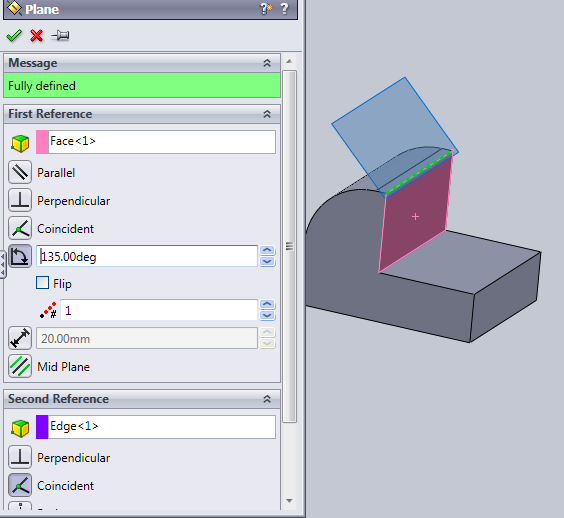 Plane
Message
Fully defined
First Reference
Face<1>
Parallel
Perpendicular
Coincident
135.00deg
Flip
1
20.00mm
Mid Plane
Second Reference
Edge<1>
Perpendicular
Coincident